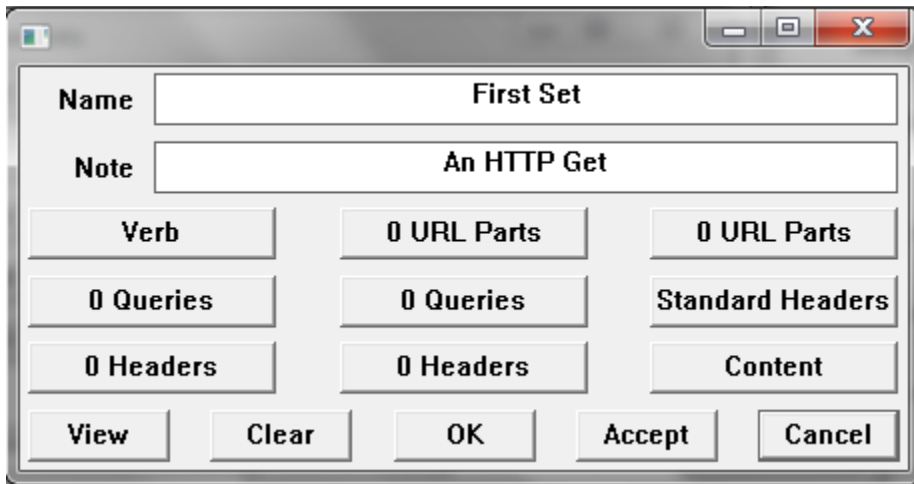 Name First Set
Note An HTTP Get
Verb 0 URL Parts 0 URL Parts
0 Queries 0 Queries Standard Headers
0 Headers 0 Headers Content
View Clear OK Accept Cancel